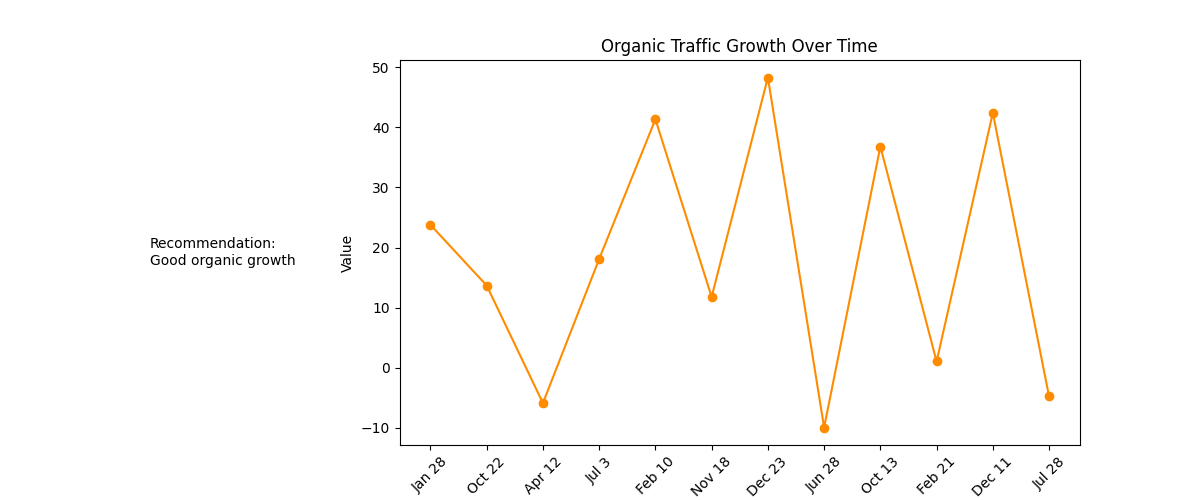 Organic Traffic Growth Over Time
Recommendation:
Good organic growth
Value
50
40
30
20
10
0
−10
Jan 28
Oct 22
Apr 12
Jul 3
Feb 10
Nov 18
Dec 23
Jun 28
Oct 13
Feb 21
Dec 11
Jul 28